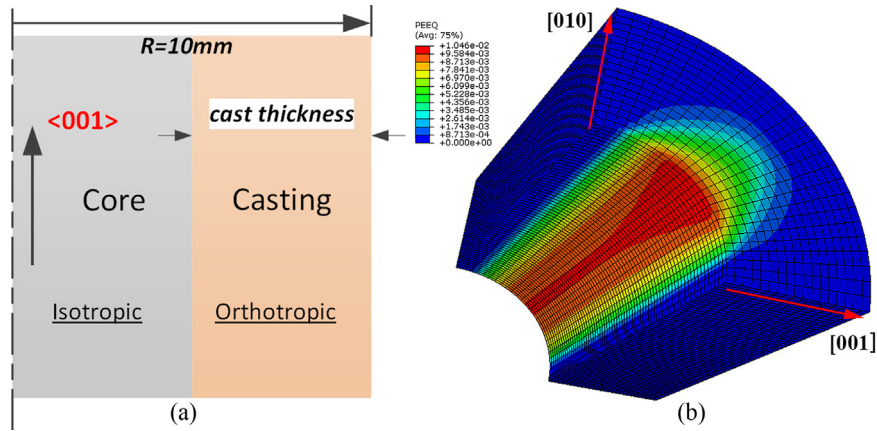 R=10mm
<001>
cast thickness
Core
Casting
Isotropic
Orthotropic
(a)
PEEQ
(Avg: 75%)
+1.046e-02
+9.584e-03
+8.713e-03
+7.841e-03
+6.970e-03
+6.099e-03
+5.228e-03
+4.356e-03
+3.485e-03
+2.614e-03
+1.743e-03
+8.713e-04
+0.000e+00
[010]
[001]
(b)